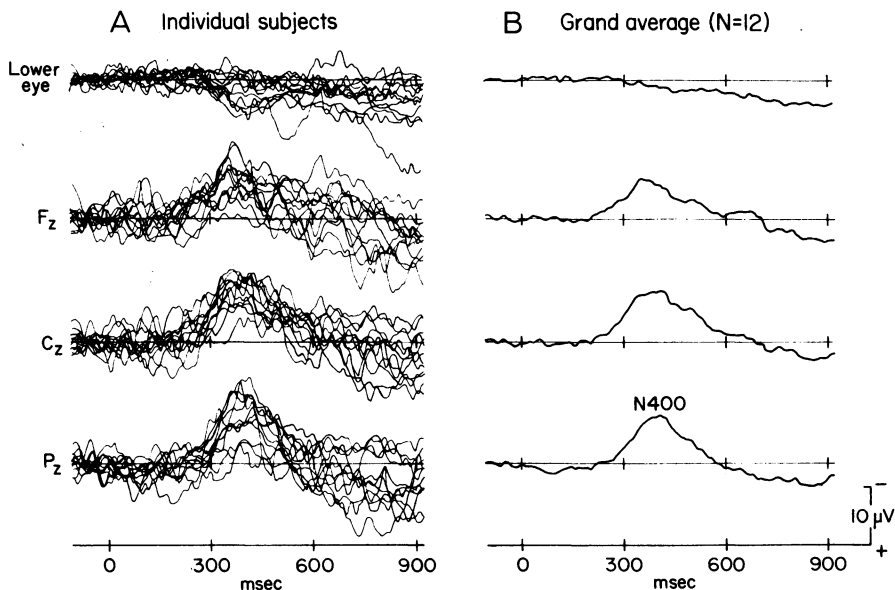 A Individual subjects
B Grand average (N=12)
Lower
eye
Fz
Cz
Pz
N400
−
10 µV
+
0 300 600 900
msec
0 300 600 900
msec